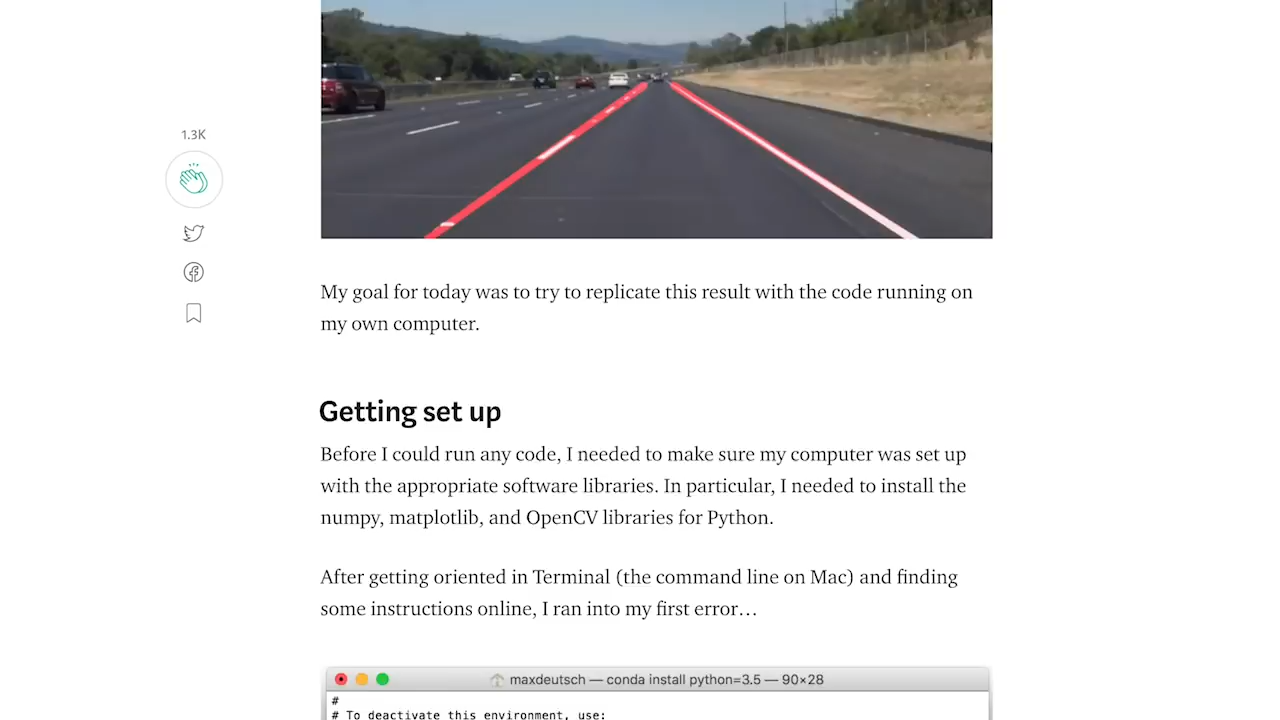 1.3K
My goal for today was to try to replicate this result with the code running on
my own computer.
Getting set up
Before I could run any code, I needed to make sure my computer was set up
with the appropriate software libraries. In particular, I needed to install the
numpy, matplotlib, and OpenCV libraries for Python.
After getting oriented in Terminal (the command line on Mac) and finding
some instructions online, I ran into my first error…
maxdeutsch — conda install python=3.5 — 90×28
#
# To deactivate this environment, use: